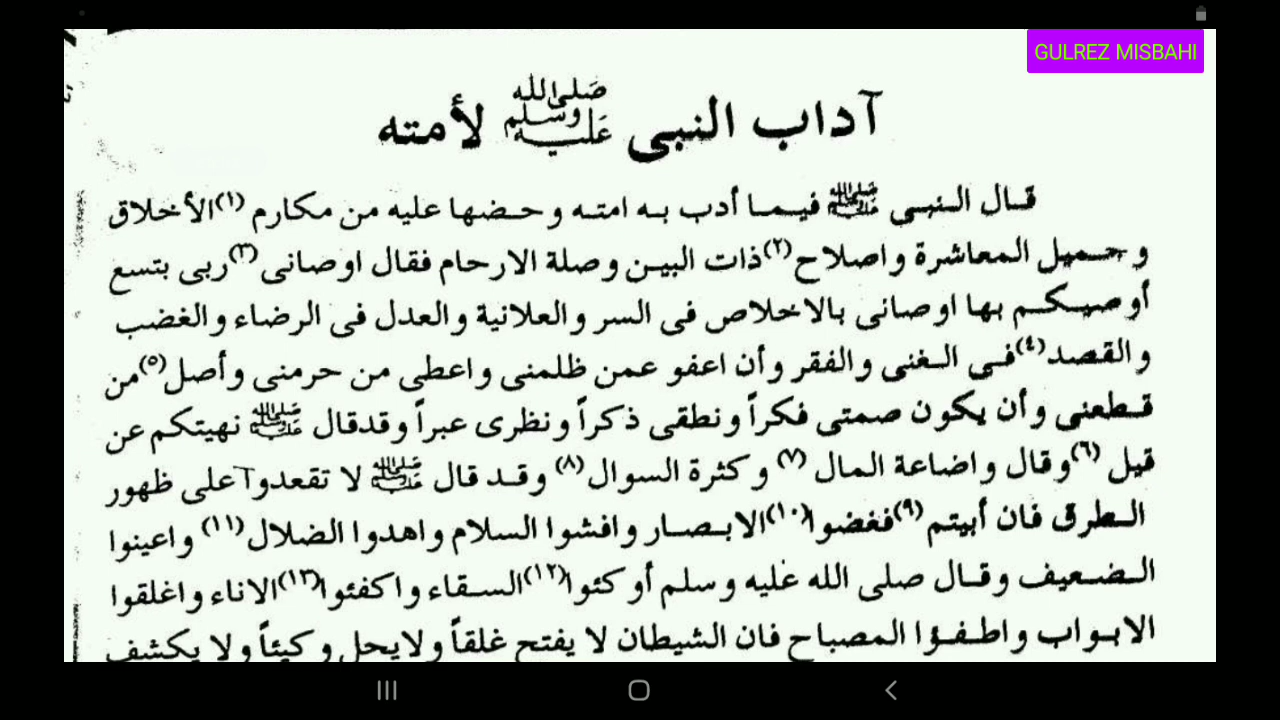 GULREZ MISBAHI
آداب النبى ﷺ لأمته
قال النبى ﷺ فيما أدب به امته وحضها عليه من مكارم (١) الأخلاق
وجميل المعاشرة واصلاح (٢) ذات البين وصلة الارحام فقال اوصانى (٣) ربى بتسع
أوصيكم بها اوصانى بالاخلاص فى السر والعلانية والعدل فى الرضاء والغضب
والقصد (٤) فى الغنى والفقر وأن اعفو عمن ظلمنى واعطى من حرمنى وأصل (٥) من
قطعنى وأن يكون صمتى فكراً ونطقى ذكراً ونظرى عبراً وقدقال ﷺ نهيتكم عن
قيل (٦) وقال واضاعة المال (٧) وكثرة السوال (٨) وقد قال ﷺ لا تقعدوا على ظهور
الطرق فان أبيتم (٩) فغضوا (١٠) الابصار وافشوا السلام واهدوا الضلال (١١) واعينوا
الضعيف وقال صلى الله عليه وسلم أوكئوا (١٢) السقاء واكفئوا (١٣) الاناء واغلقوا
الابواب واطفؤا المصباح فان الشيطان لا يفتح غلقاً ولايحل وكيئاً ولا يكشف